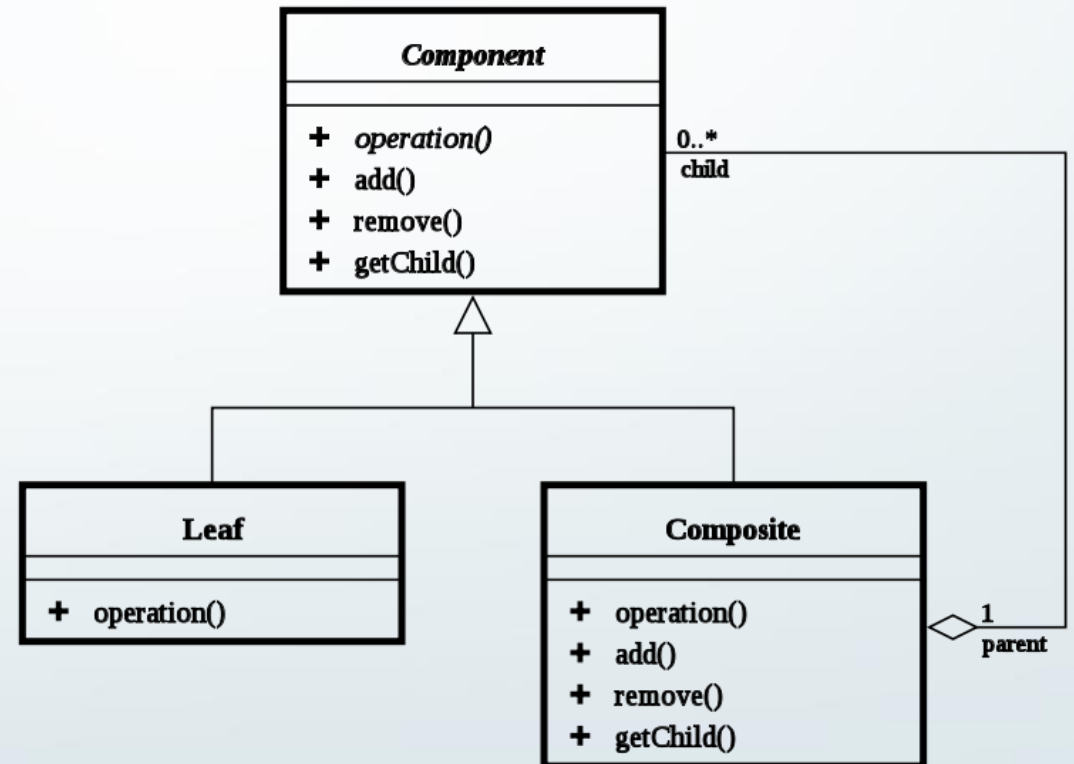 Component
+ operation()
+ add()
+ remove()
+ getChild()
0..*
child
Leaf
+ operation()
Composite
+ operation()
+ add()
+ remove()
+ getChild()
1
parent